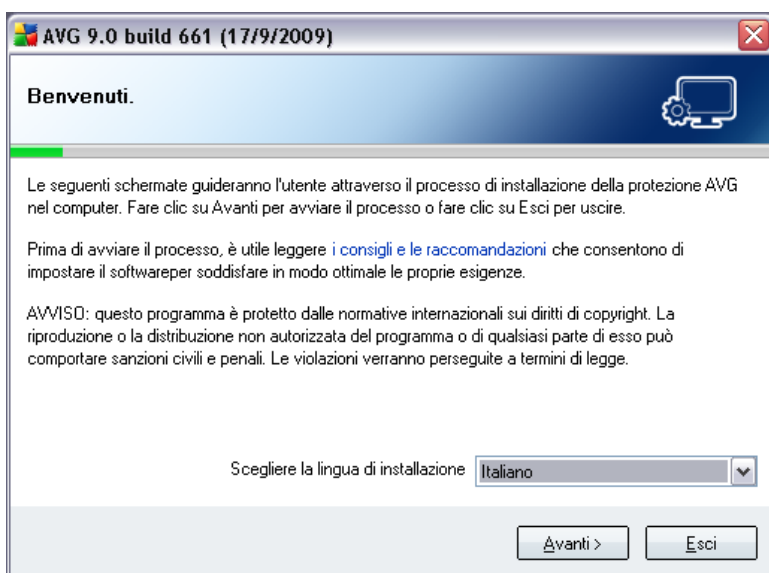 AVG 9.0 build 661 (17/9/2009)
Benvenuti.
Le seguenti schermate guideranno l'utente attraverso il processo di installazione della protezione AVG
nel computer. Fare clic su Avanti per avviare il processo o fare clic su Esci per uscire.
Prima di avviare il processo, è utile leggere i consigli e le raccomandazioni che consentono di
impostare il softwareper soddisfare in modo ottimale le proprie esigenze.
AVVISO: questo programma è protetto dalle normative internazionali sui diritti di copyright. La
riproduzione o la distribuzione non autorizzata del programma o di qualsiasi parte di esso può
comportare sanzioni civili e penali. Le violazioni verranno perseguite a termini di legge.
Scegliere la lingua di installazione Italiano
Avanti > Esci